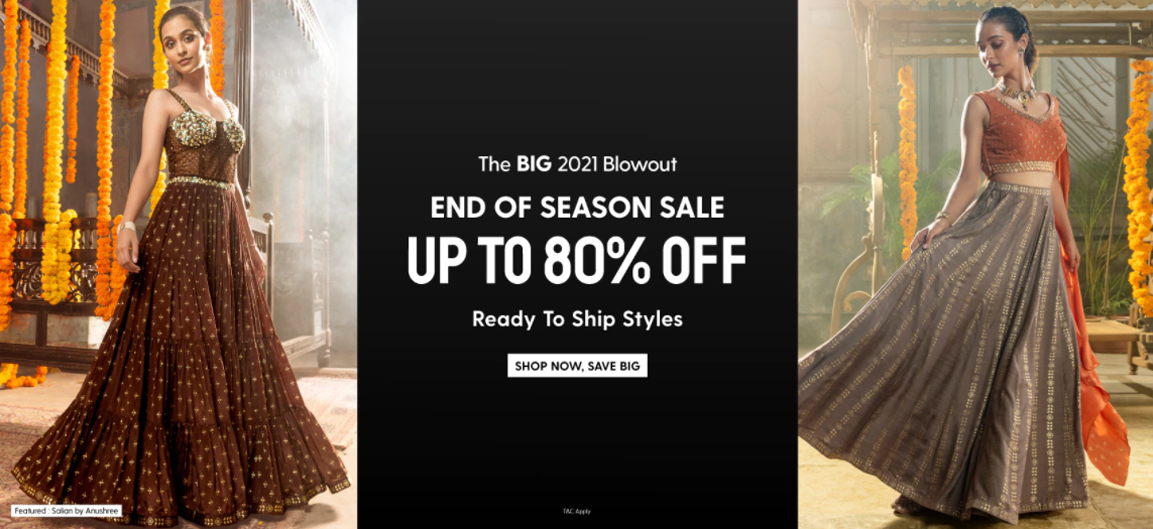 The BIG 2021 Blowout
END OF SEASON SALE
UP TO 80% OFF
Ready To Ship Styles
SHOP NOW, SAVE BIG
Featured : Salian by Anushree
T&C Apply